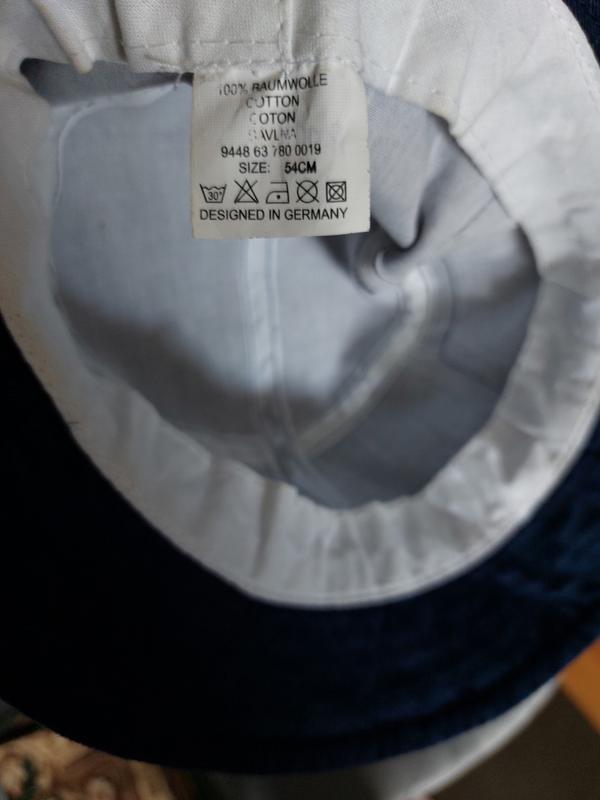 100% BAUMWOLLE
COTTON
COTON
BAVLNA
9448 63 780 0019
SIZE: 54CM
30°
DESIGNED IN GERMANY